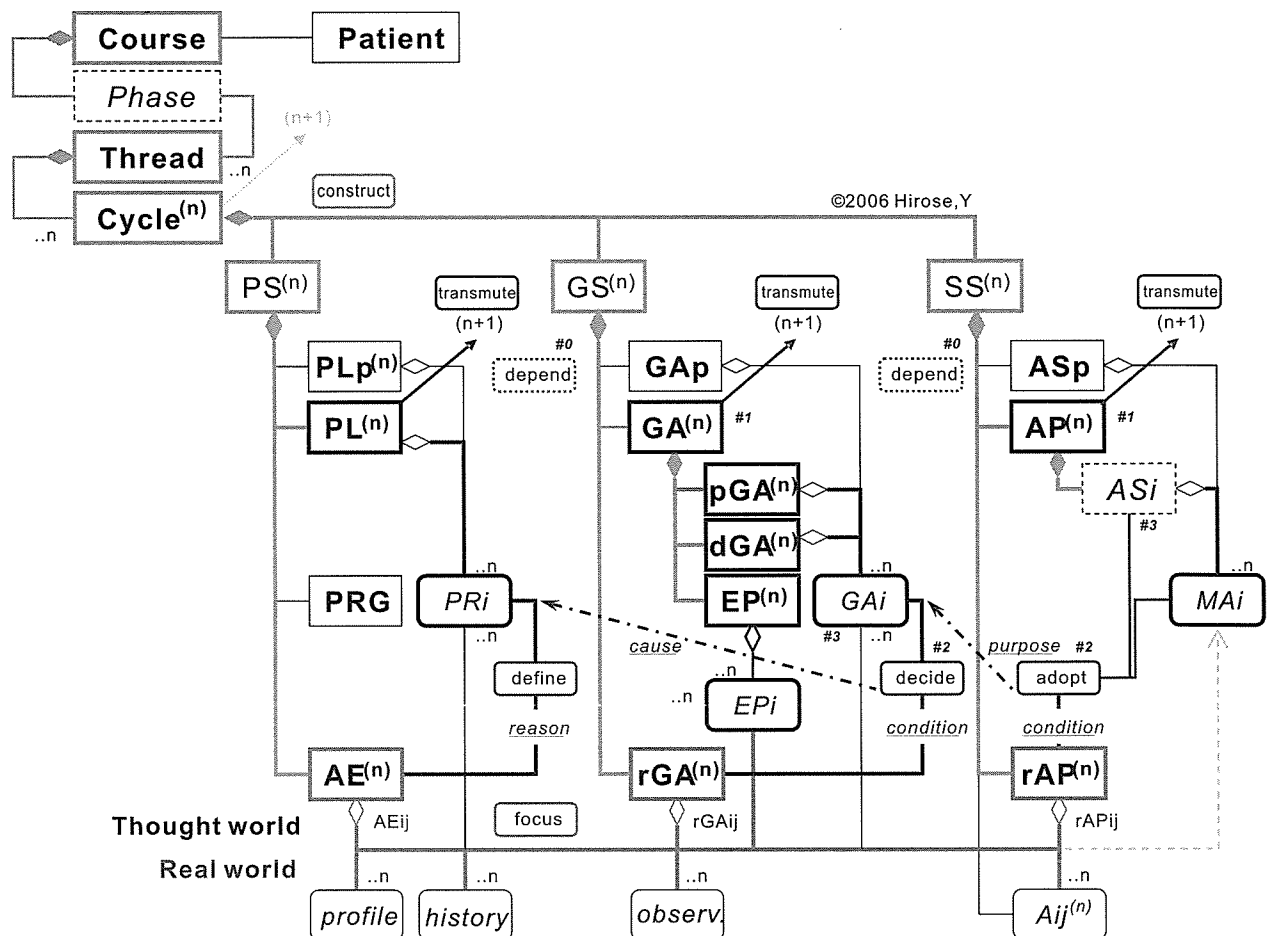 Course
Patient
Phase
(n+1)
Thread
..n
construct
Cycle(n)
..n
©2006 Hirose,Y
PS(n)
transmute
(n+1)
GS(n)
transmute
(n+1)
SS(n)
transmute
(n+1)
#0
#0
PLp(n)
depend
GAp
depend
ASp
PL(n)
GA(n)
#1
AP(n)
#1
pGA(n)
ASi
#3
dGA(n)
..n
..n
..n
PRG
PRi
EP(n)
GAi
MAi
..n
#3
..n
cause
#2
purpose
#2
define
..n
decide
adopt
..n
EPi
reason
condition
condition
AE(n)
rGA(n)
rAP(n)
Thought world
AEij
focus
rGAij
rAPij
Real world
..n
..n
..n
..n
profile
history
observ.
Aij(n)